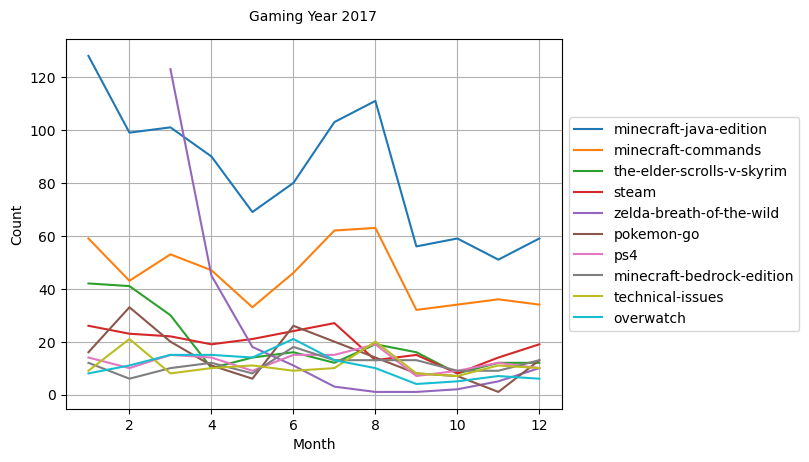 Gaming Year 2017
120
100
80
60
40
20
0
Count
2 4 6 8 10 12
Month
minecraft-java-edition
minecraft-commands
the-elder-scrolls-v-skyrim
steam
zelda-breath-of-the-wild
pokemon-go
ps4
minecraft-bedrock-edition
technical-issues
overwatch